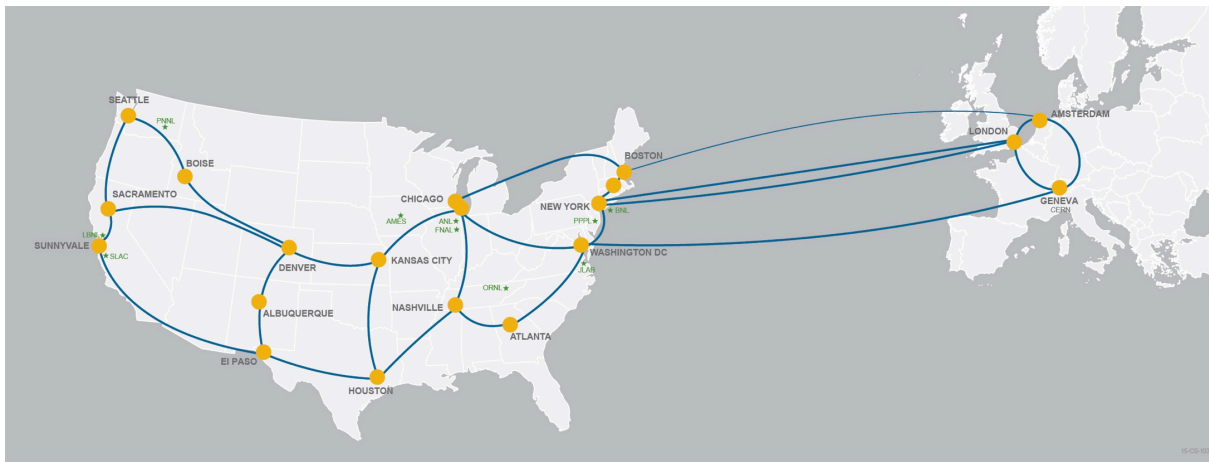 SEATTLE
PNNL
BOISE
SACRAMENTO
LBNL
SUNNYVALE
SLAC
DENVER
ALBUQUERQUE
El PASO
HOUSTON
KANSAS CITY
AMES
CHICAGO
ANL
FNAL
NASHVILLE
ORNL
ATLANTA
BOSTON
NEW YORK
BNL
PPPL
WASHINGTON DC
JLAB
AMSTERDAM
LONDON
GENEVA
CERN